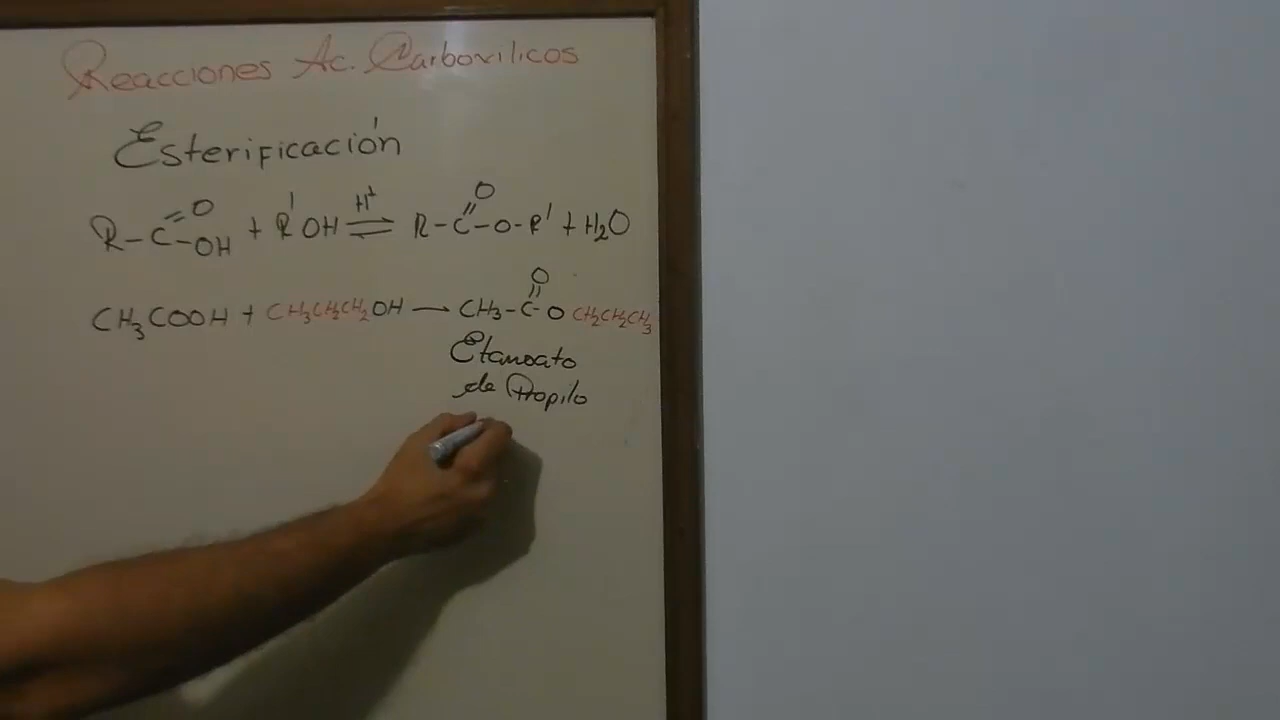 Reacciones Ac. Carboxilicos
Esterificación
R-C=O-OH + R'OH ⇌ H⁺ R-C=O-O-R' + H₂O
CH₃COOH + CH₃CH₂CH₂OH → CH₃-C=O-O CH₂CH₂CH₃
Etanoato
de Propilo